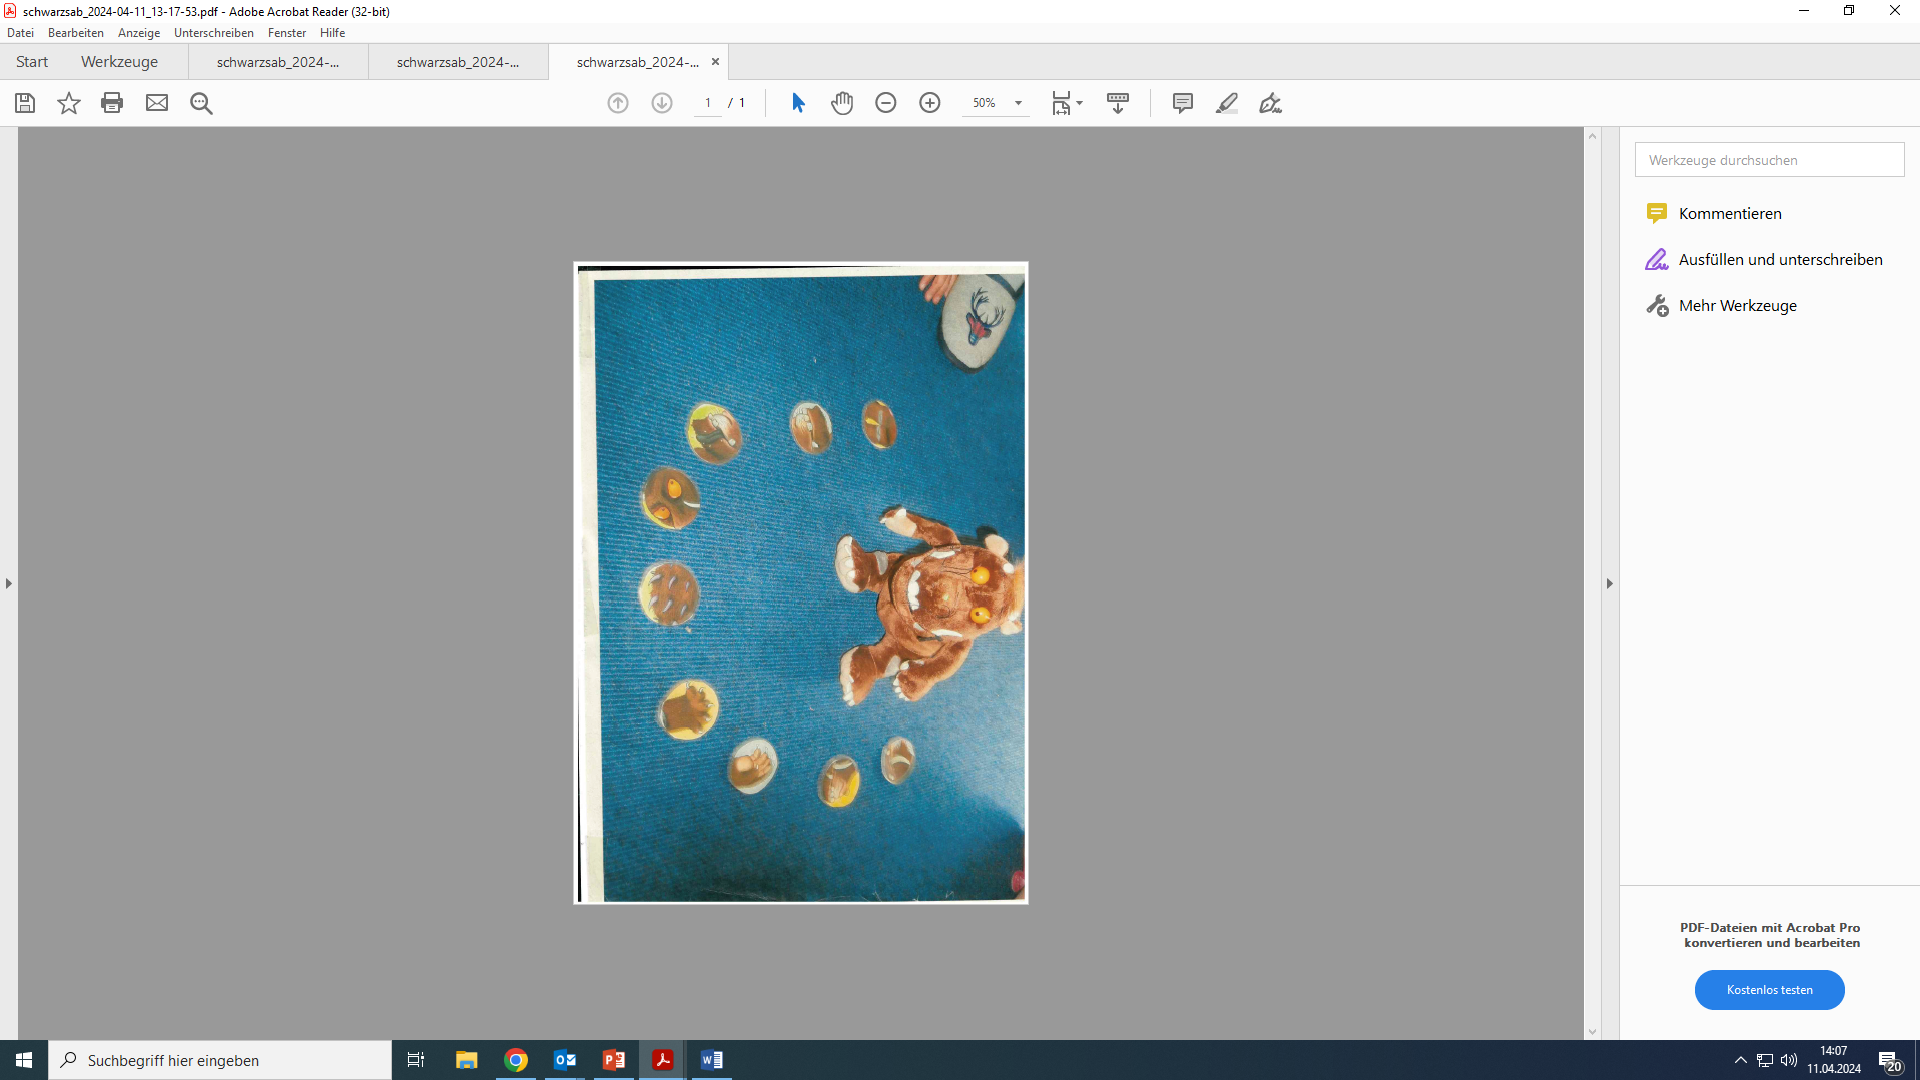 schwarzsab_2024-04-11_13-17-53.pdf - Adobe Acrobat Reader (32-bit)
Datei Bearbeiten Anzeige Unterschreiben Fenster Hilfe
Start Werkzeuge schwarzsab_2024-... schwarzsab_2024-... schwarzsab_2024-...
1 / 1 50%
Werkzeuge durchsuchen
Kommentieren
Ausfüllen und unterschreiben
Mehr Werkzeuge
PDF-Dateien mit Acrobat Pro
konvertieren und bearbeiten
Kostenlos testen
Suchbegriff hier eingeben
14:07
11.04.2024
20